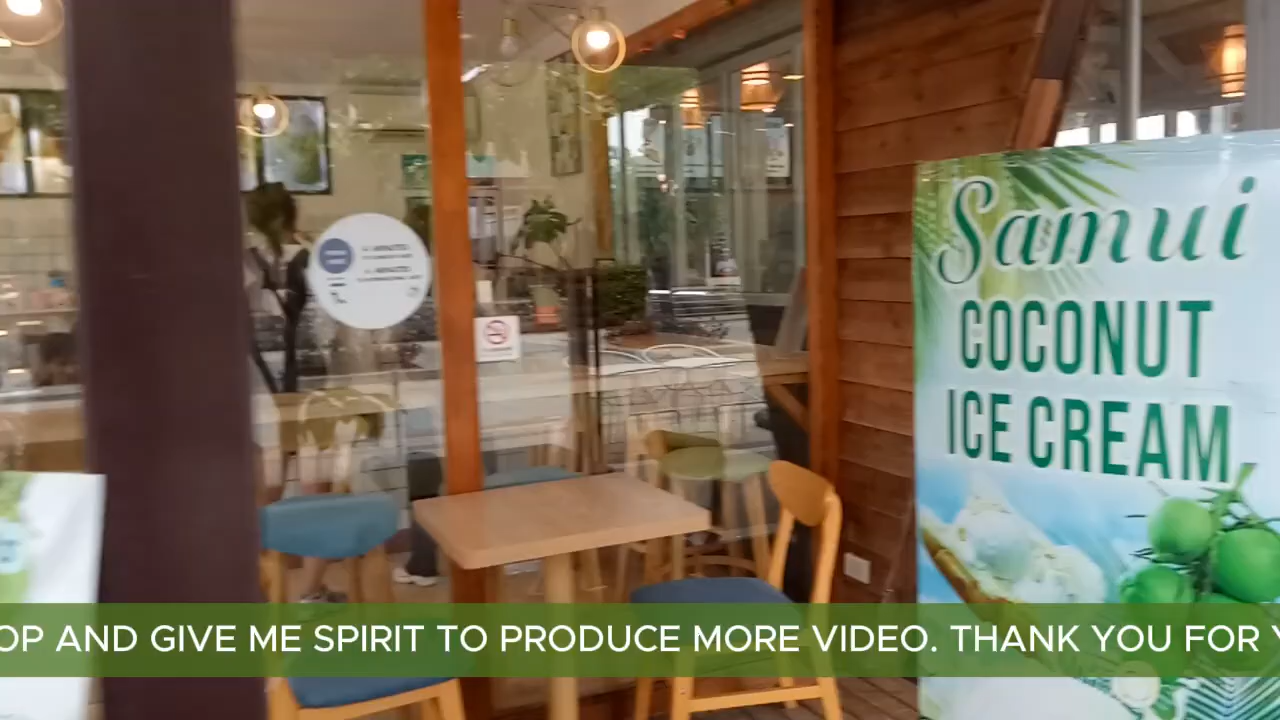 Samui
COCONUT
ICE CREAM
OP AND GIVE ME SPIRIT TO PRODUCE MORE VIDEO. THANK YOU FOR